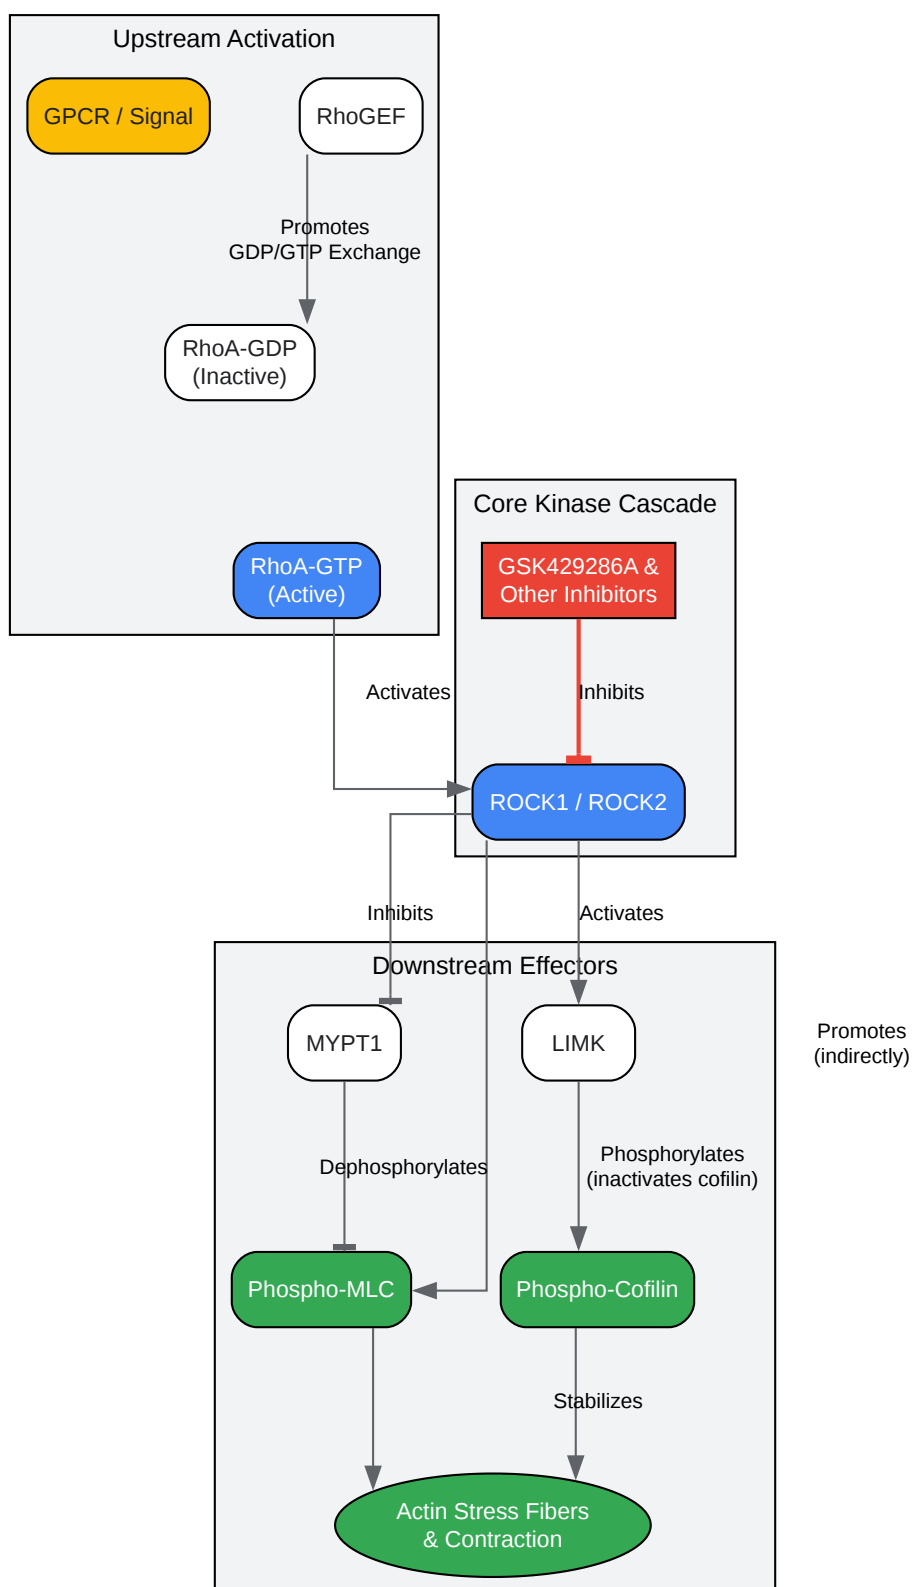 Upstream Activation
GPCR / Signal
RhoGEF
Promotes
GDP/GTP Exchange
RhoA-GDP
(Inactive)
Core Kinase Cascade
RhoA-GTP
(Active)
GSK429286A &
Other Inhibitors
Activates
Inhibits
ROCK1 / ROCK2
Inhibits
Activates
Downstream Effectors
MYPT1
LIMK
Promotes
(indirectly)
Dephosphorylates
Phosphorylates
(inactivates cofilin)
Phospho-MLC
Phospho-Cofilin
Stabilizes
Actin Stress Fibers
& Contraction